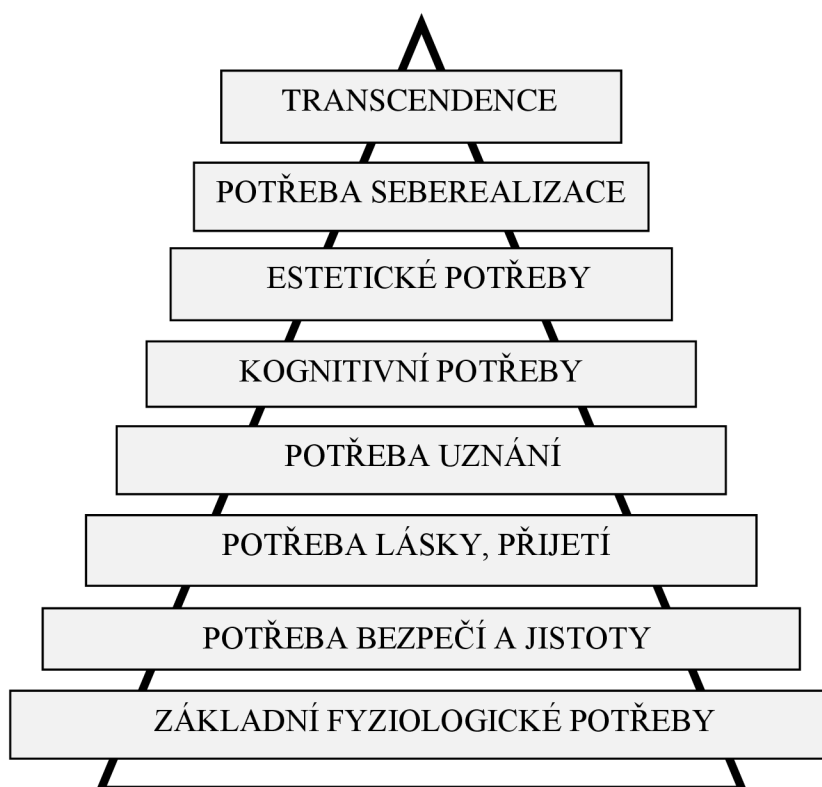 TRANSCENDENCE
POTŘEBA SEBEREALIZACE
ESTETICKÉ POTŘEBY
KOGNITIVNÍ POTŘEBY
POTŘEBA UZNÁNÍ
POTŘEBA LÁSKY, PŘIJETÍ
POTŘEBA BEZPEČÍ A JISTOTY
ZÁKLADNÍ FYZIOLOGICKÉ POTŘEBY